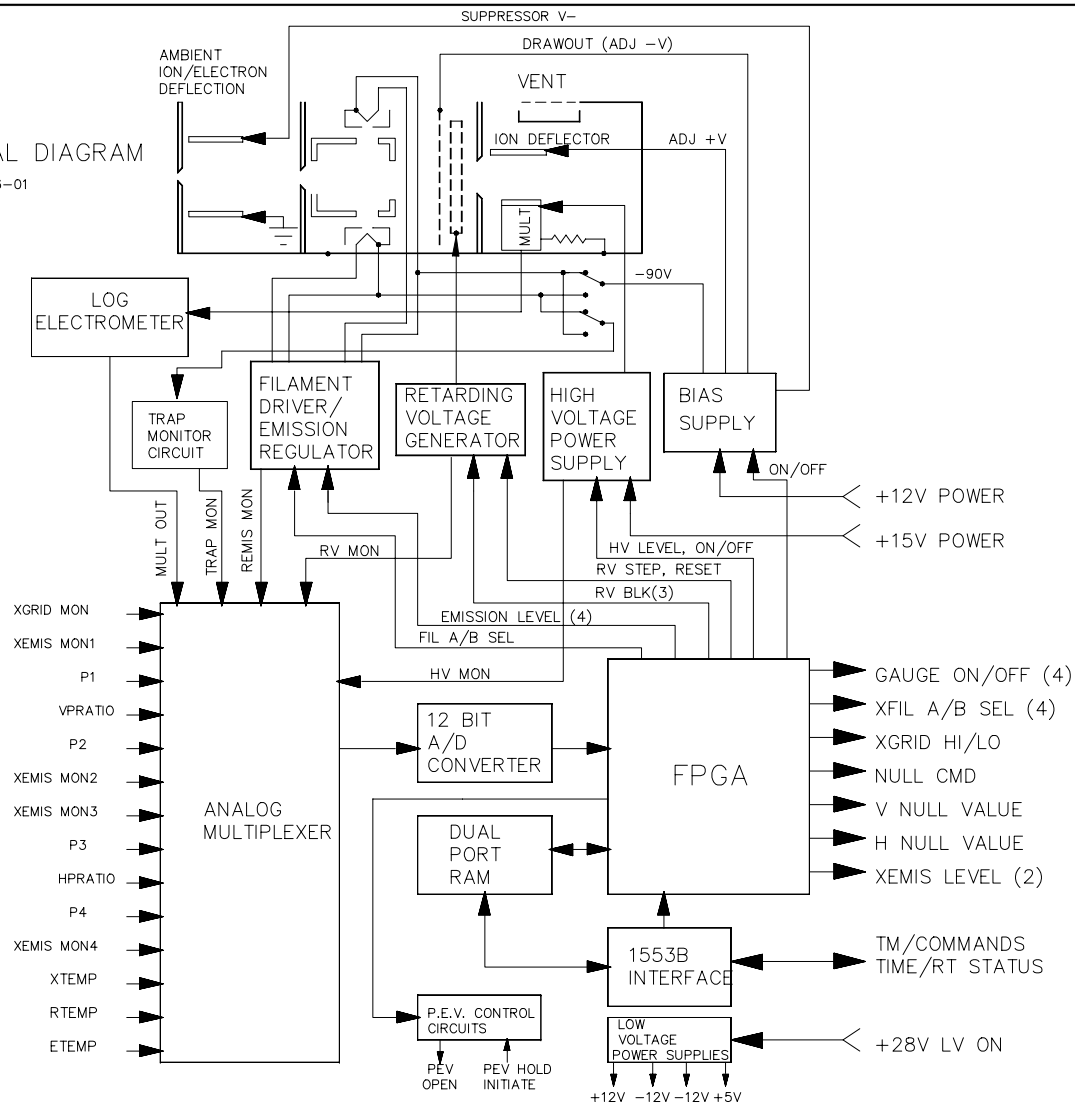 SUPPRESSOR V-
DRAWOUT (ADJ -V)
AMBIENT
ION/ELECTRON
DEFLECTION
VENT
AL DIAGRAM
-01
ION DEFLECTOR
ADJ +V
MULT
-90V
LOG
ELECTROMETER
TRAP
MONITOR
CIRCUIT
FILAMENT
DRIVER/
EMISSION
REGULATOR
RETARDING
VOLTAGE
GENERATOR
HIGH
VOLTAGE
POWER
SUPPLY
BIAS
SUPPLY
ON/OFF
+12V POWER
+15V POWER
MULT OUT
TRAP MON
REMIS MON
RV MON
HV LEVEL, ON/OFF
RV STEP, RESET
RV BLK(3)
EMISSION LEVEL (4)
FIL A/B SEL
HV MON
XGRID MON
XEMIS MON1
P1
VPRATIO
P2
XEMIS MON2
XEMIS MON3
P3
HPRATIO
P4
XEMIS MON4
XTEMP
RTEMP
ETEMP
ANALOG
MULTIPLEXER
12 BIT
A/D
CONVERTER
DUAL
PORT
RAM
FPGA
GAUGE ON/OFF (4)
XFIL A/B SEL (4)
XGRID HI/LO
NULL CMD
V NULL VALUE
H NULL VALUE
XEMIS LEVEL (2)
1553B
INTERFACE
TM/COMMANDS
TIME/RT STATUS
P.E.V. CONTROL
CIRCUITS
PEV
OPEN
PEV HOLD
INITIATE
LOW
VOLTAGE
POWER SUPPLIES
+28V LV ON
+12V -12V -12V +5V